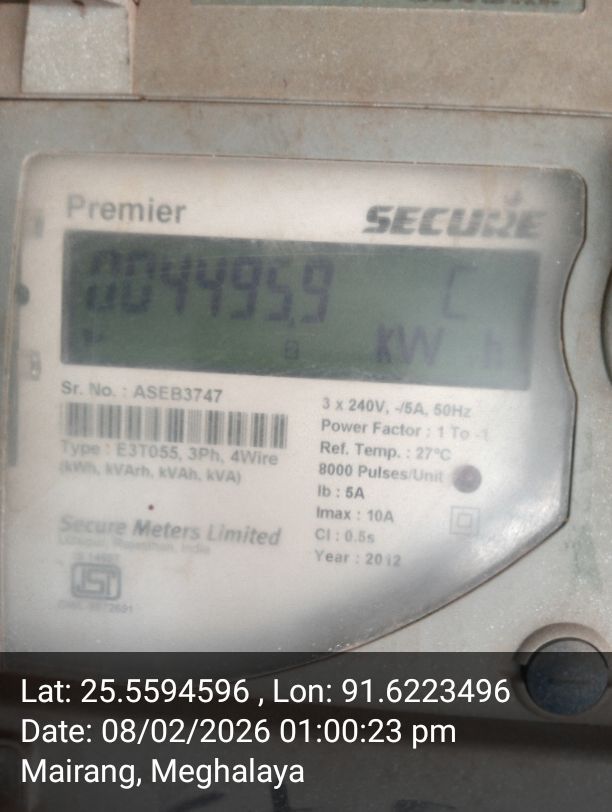 Premier
SECURE
004495.9 C
kW h
Sr. No. : ASEB3747
3 x 240V, -/5A, 50Hz
Power Factor : 1 To -1
Type : E3T055, 3Ph, 4Wire
Ref. Temp. : 27°C
(kWh, kVArh, kVAh, kVA)
8000 Pulses/Unit
Ib : 5A
Imax : 10A
Secure Meters Limited
Cl : 0.5s
Rajasthan, India
Year : 2012
Lat: 25.5594596 , Lon: 91.6223496
Date: 08/02/2026 01:00:23 pm
Mairang, Meghalaya